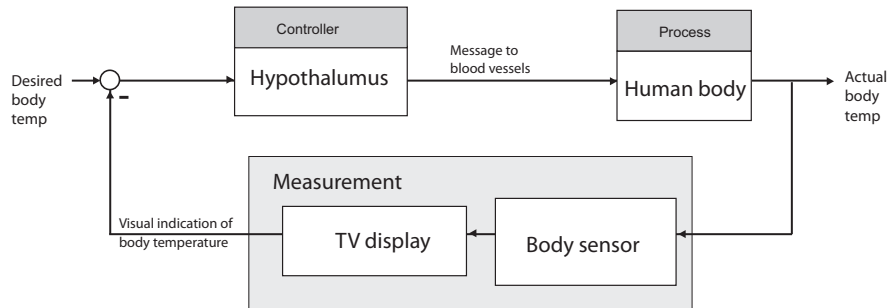 Controller
Process
Desired
body
temp
Hypothalumus
Message to
blood vessels
Human body
Actual
body
temp
-
Measurement
Visual indication of
body temperature
TV display
Body sensor